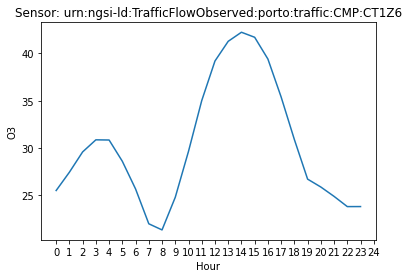 Sensor: urn:ngsi-ld:TrafficFlowObserved:porto:traffic:CMP:CT1Z6
40
35
30
25
O3
0 1 2 3 4 5 6 7 8 9 10 11 12 13 14 15 16 17 18 19 20 21 22 23 24
Hour